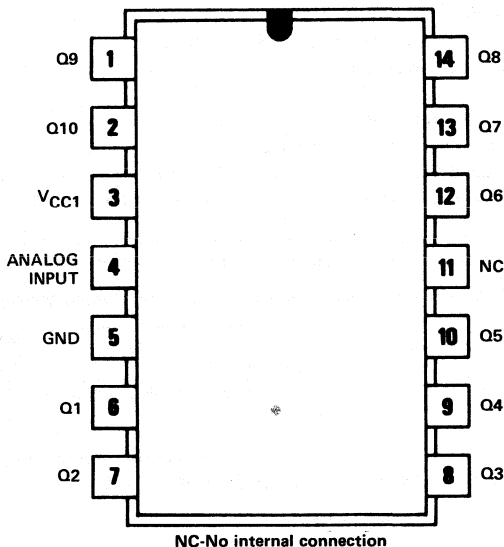 Q9 1 14 Q8
Q10 2 13 Q7
VCC1 3 12 Q6
ANALOG
INPUT 4 11 NC
GND 5 10 Q5
Q1 6 9 Q4
Q2 7 8 Q3
NC-No internal connection